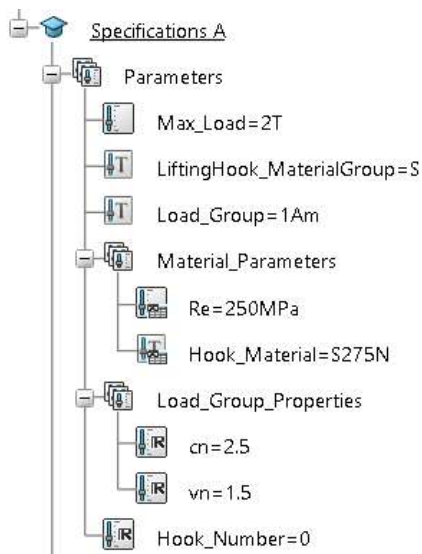 Specifications A
Parameters
Max_Load=2T
LiftingHook_MaterialGroup=S
Load_Group=1Am
Material_Parameters
Re=250MPa
Hook_Material=S275N
Load_Group_Properties
cn=2.5
vn=1.5
Hook_Number=0